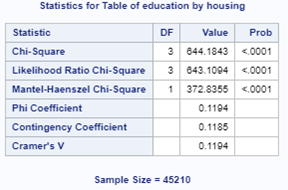 Statistics for Table of education by housing
Statistic DF Value Prob
Chi-Square 3 644.1843 <.0001
Likelihood Ratio Chi-Square 3 643.1094 <.0001
Mantel-Haenszel Chi-Square 1 372.8355 <.0001
Phi Coefficient 0.1194
Contingency Coefficient 0.1185
Cramer's V 0.1194
Sample Size = 45210